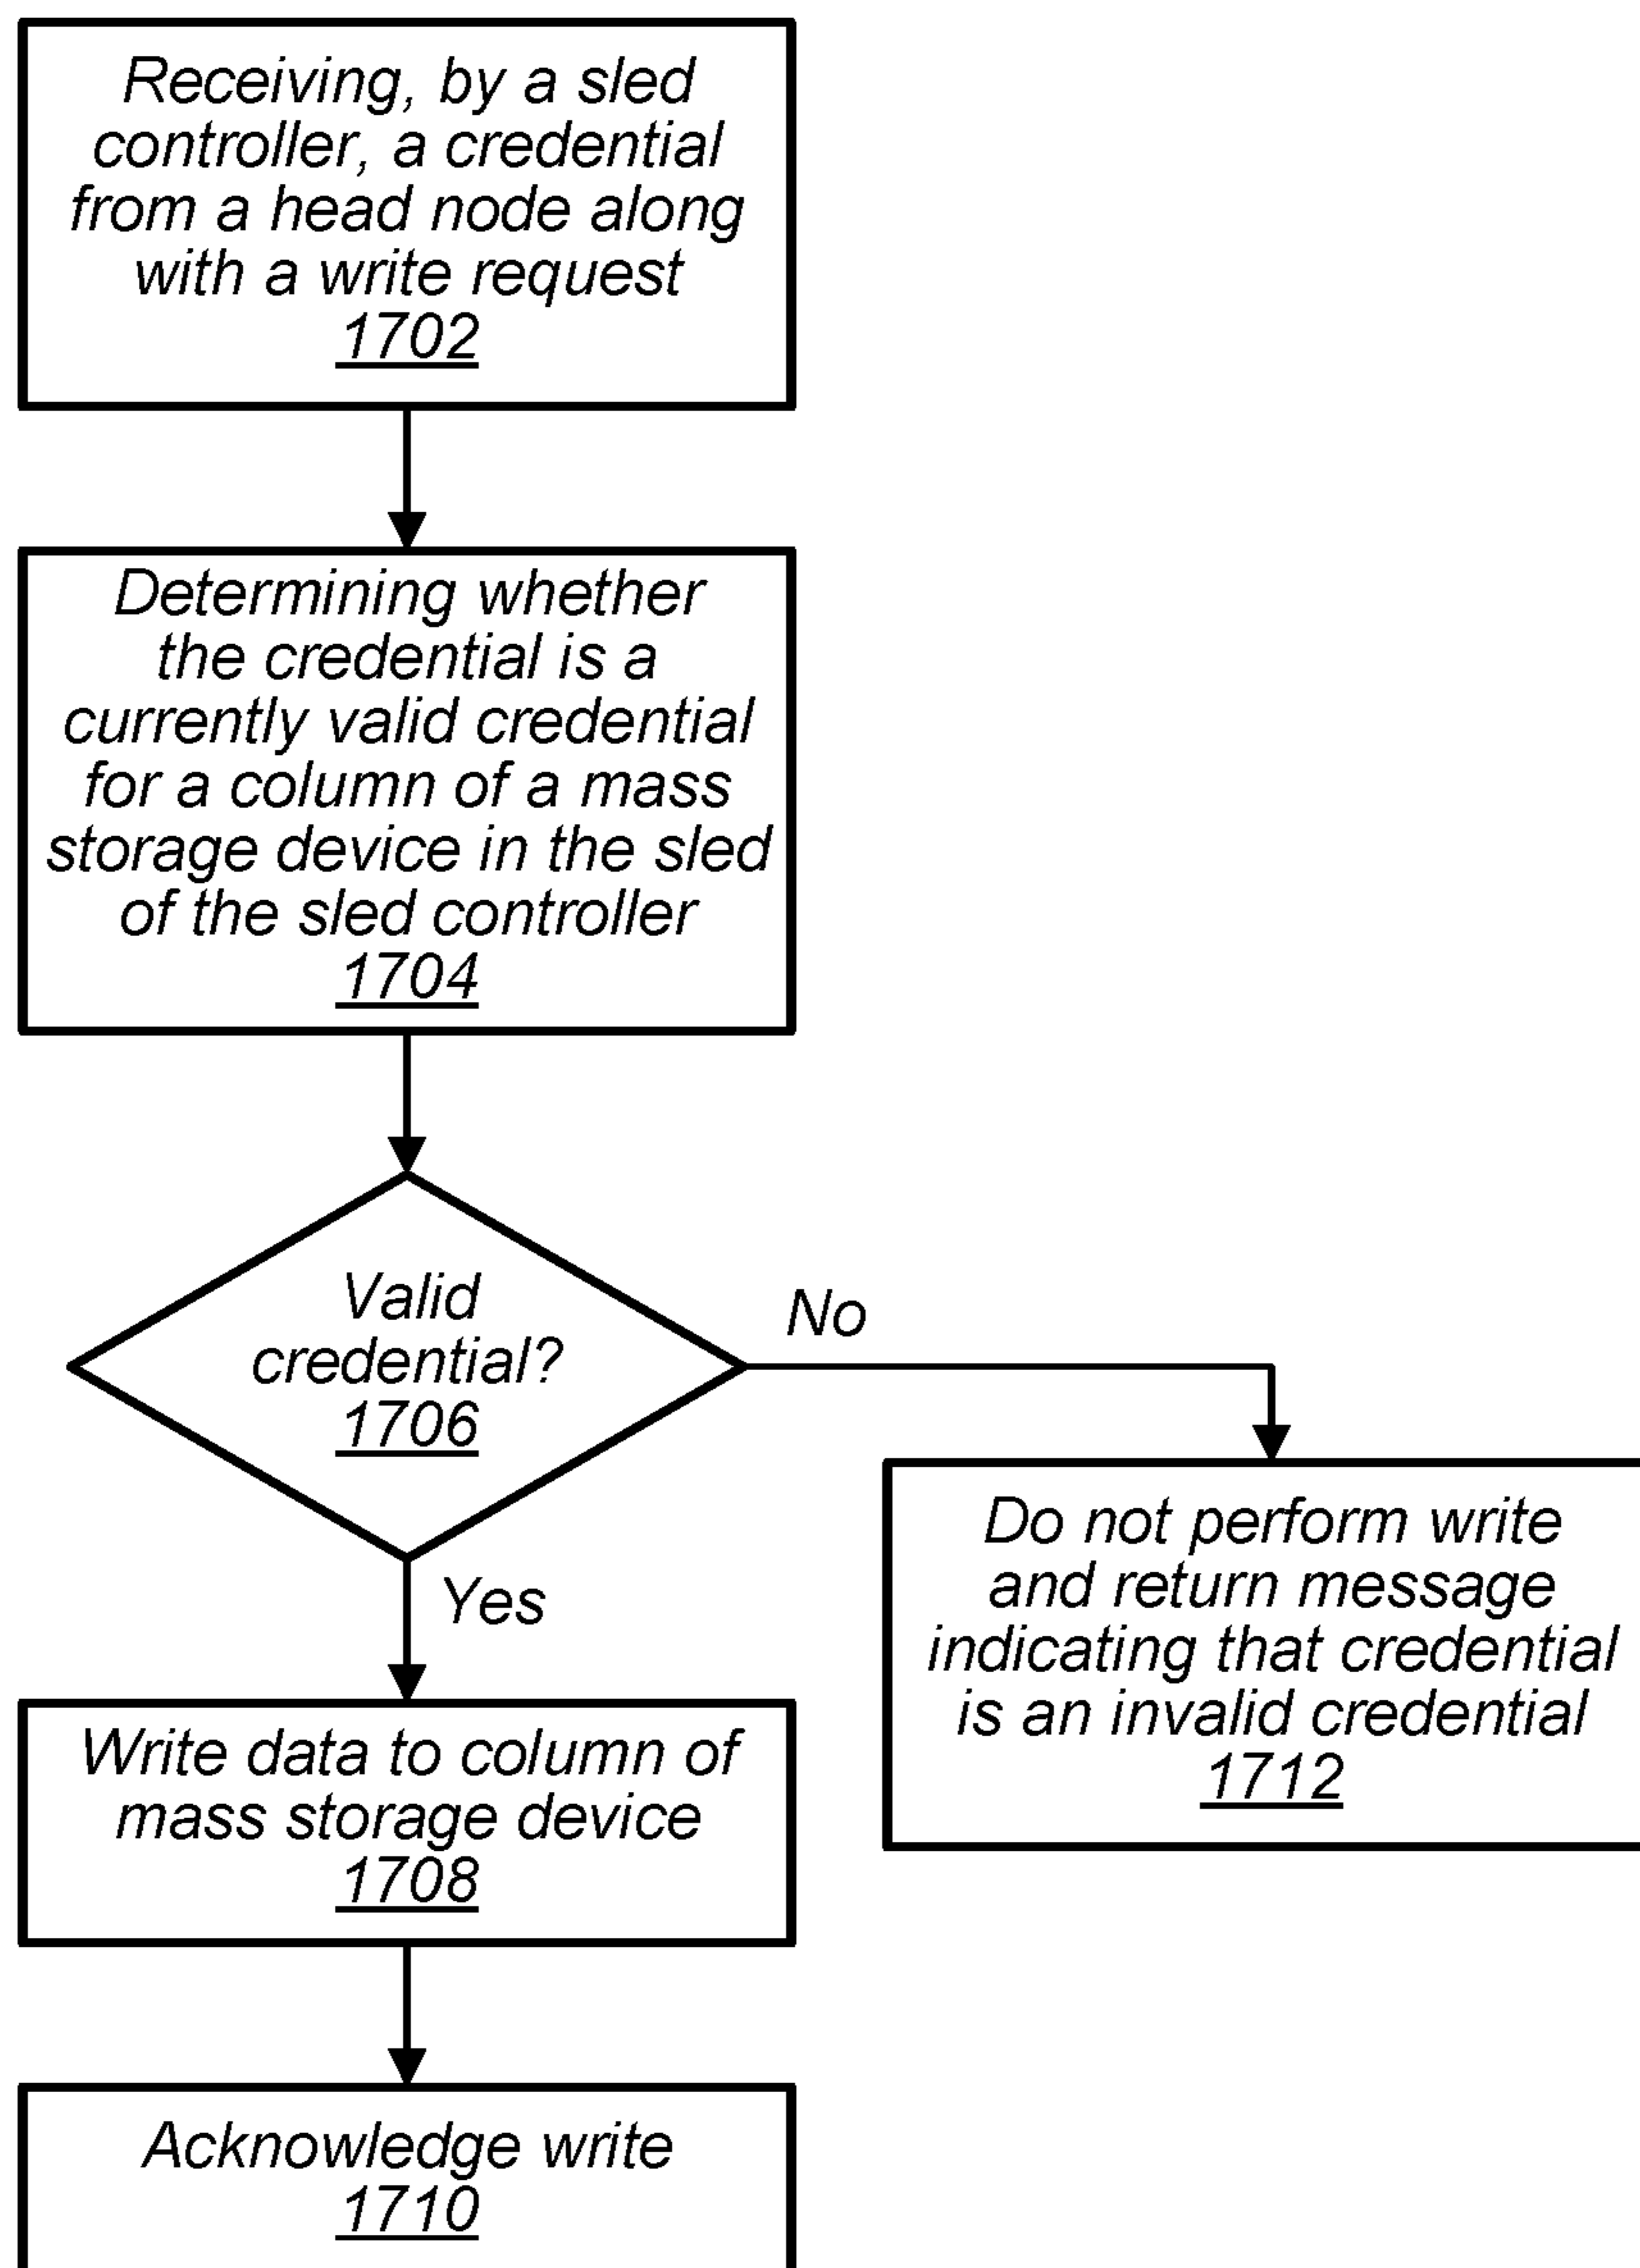 Receiving, by a sled
controller, a credential
from a head node along
with a write request
1702
Determining whether
the credential is a
currently valid credential
for a column of a mass
storage device in the sled
of the sled controller
1704
Valid
credential?
1706
No
Yes
Do not perform write
and return message
indicating that credential
is an invalid credential
1712
Write data to column of
mass storage device
1708
Acknowledge write
1710